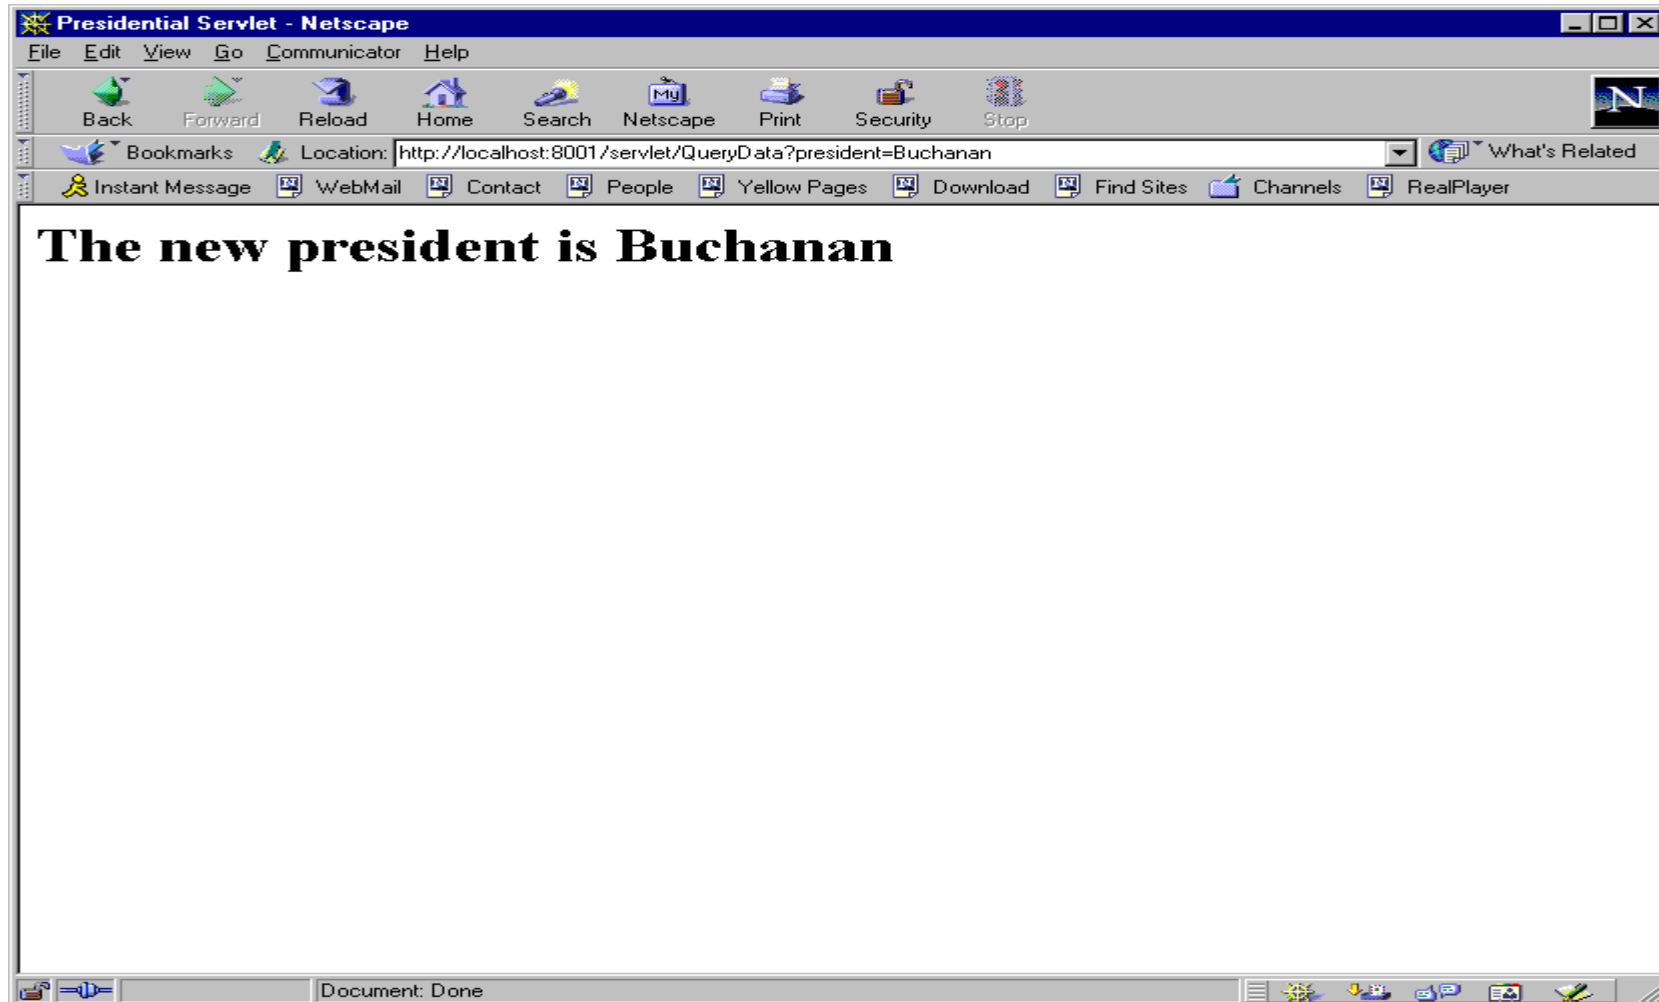 Presidential Servlet - Netscape
File Edit View Go Communicator Help
My N
Back Forward Reload Home Search Netscape Print Security Stop
Bookmarks Location: http://localhost:8001/servlet/QueryData?president=Buchanan What's Related
Instant Message WebMail Contact People Yellow Pages Download Find Sites Channels RealPlayer
The new president is Buchanan
Document: Done